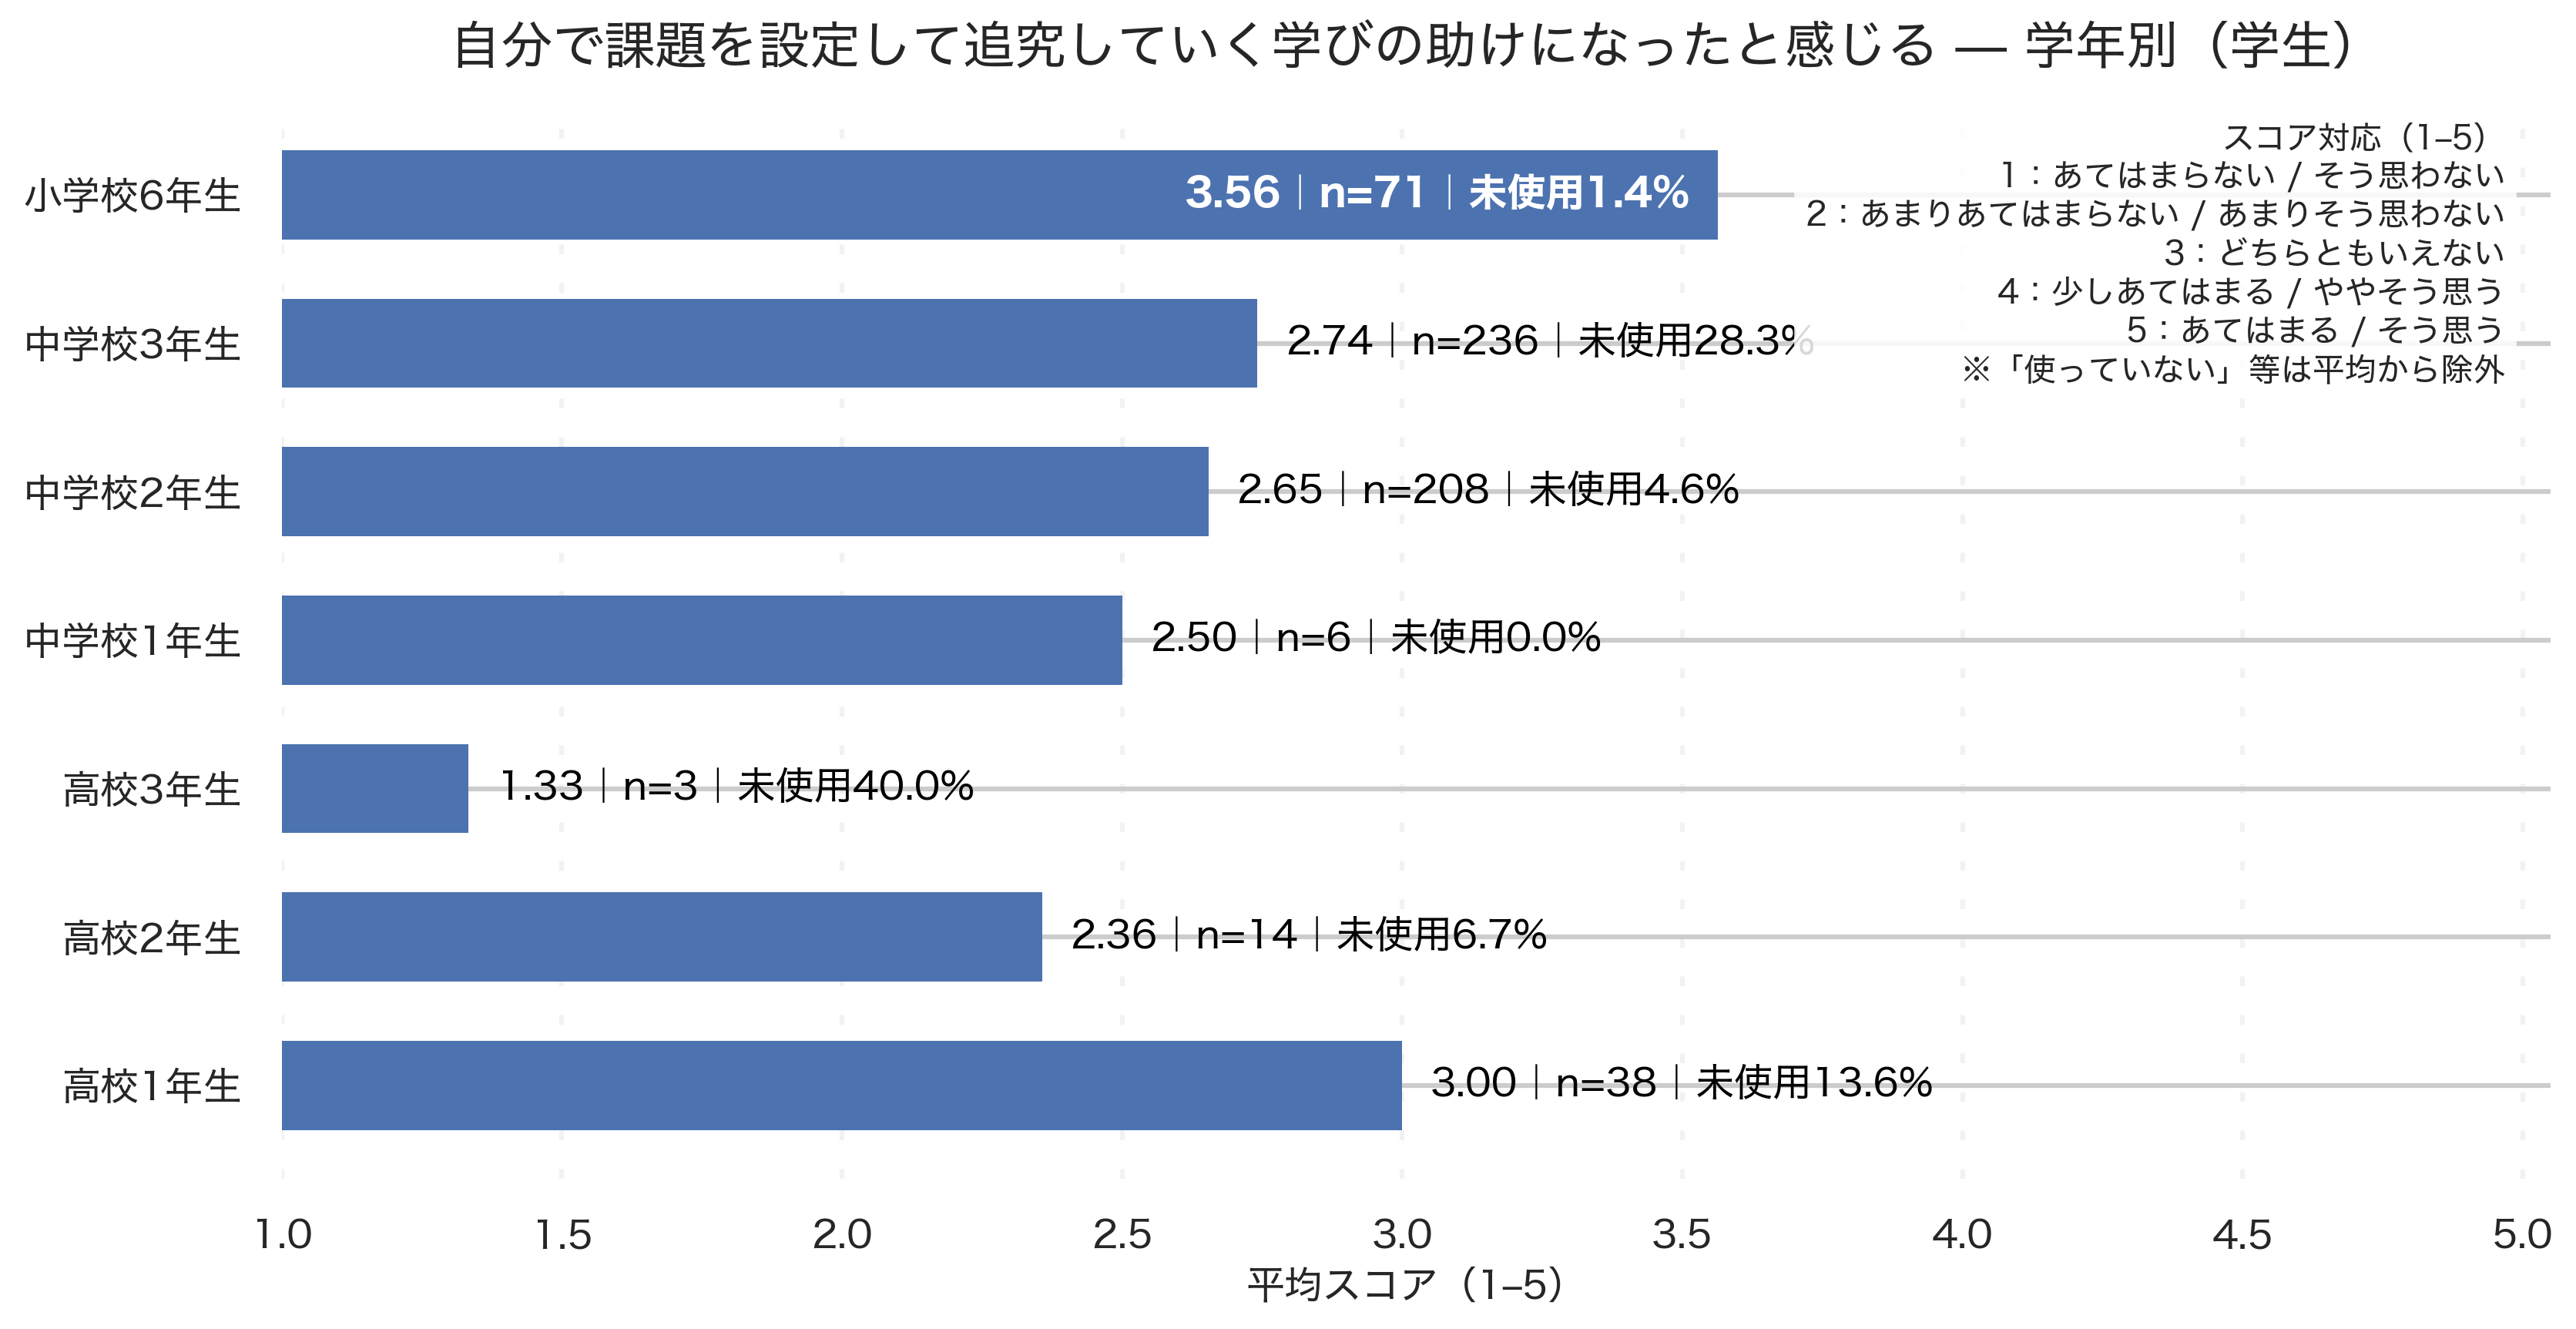 自分で課題を設定して追究していく学びの助けになったと感じる — 学年別（学生）
スコア対応（1–5）
1：あてはまらない / そう思わない
2：あまりあてはまらない / あまりそう思わない
3：どちらともいえない
4：少しあてはまる / ややそう思う
5：あてはまる / そう思う
※「使っていない」等は平均から除外
小学校6年生
3.56｜n=71｜未使用1.4%
中学校3年生
2.74｜n=236｜未使用28.3%
中学校2年生
2.65｜n=208｜未使用4.6%
中学校1年生
2.50｜n=6｜未使用0.0%
高校3年生
1.33｜n=3｜未使用40.0%
高校2年生
2.36｜n=14｜未使用6.7%
高校1年生
3.00｜n=38｜未使用13.6%
1.0 1.5 2.0 2.5 3.0 3.5 4.0 4.5 5.0
平均スコア（1–5）